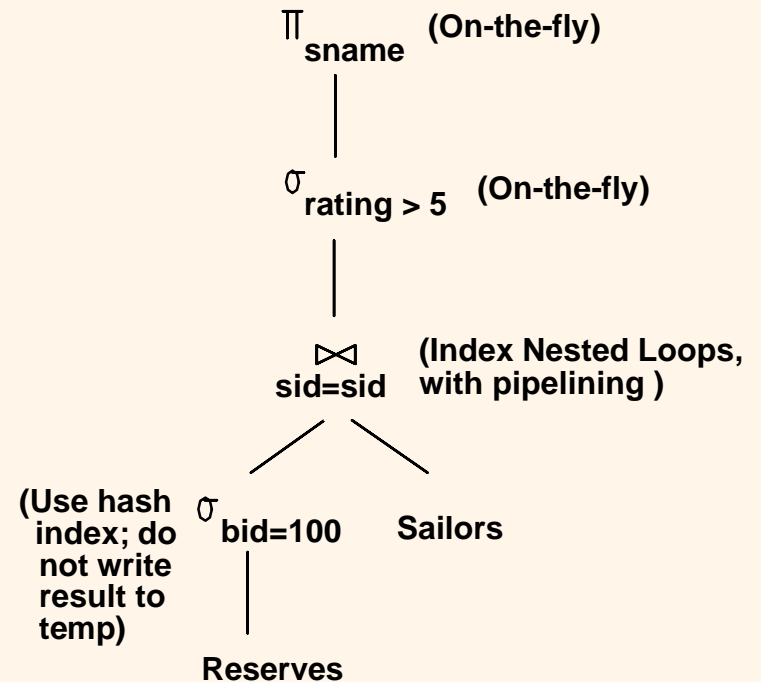 π sname (On-the-fly)
σ rating > 5 (On-the-fly)
⋈ sid=sid
(Index Nested Loops,
with pipelining )
(Use hash
index; do
not write
result to
temp)
σ bid=100
Sailors
Reserves